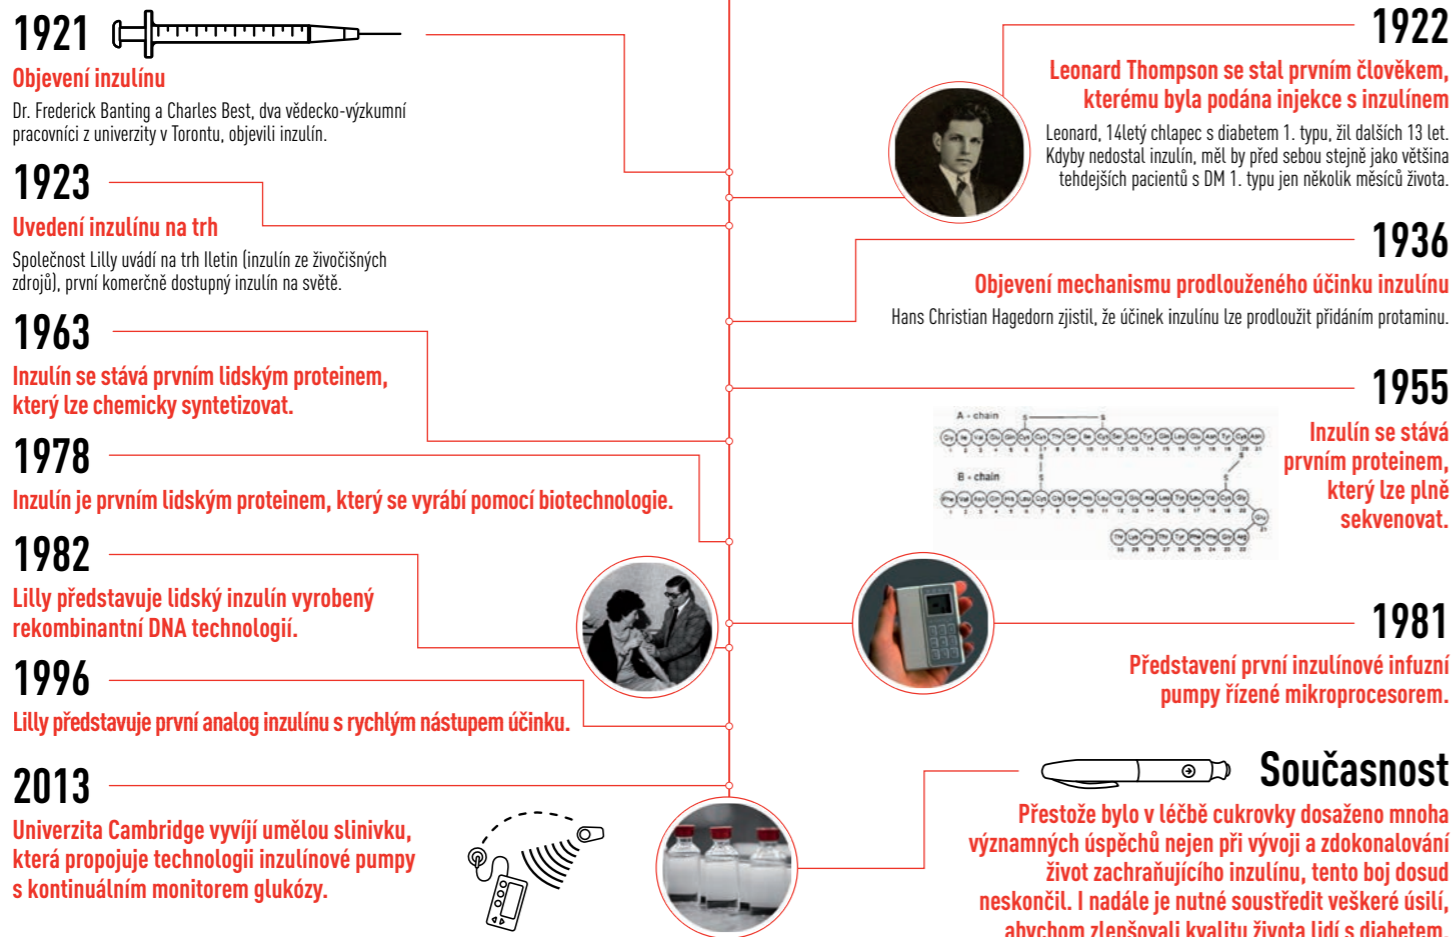 1921
Objevení inzulínu
Dr. Frederick Banting a Charles Best, dva vědecko-výzkumní
pracovníci z univerzity v Torontu, objevili inzulín.
1922
Leonard Thompson se stal prvním člověkem,
kterému byla podána injekce s inzulínem
Leonard, 14letý chlapec s diabetem 1. typu, žil dalších 13 let.
Kdyby nedostal inzulín, měl by před sebou stejně jako většina
tehdejších pacientů s DM 1. typu jen několik měsíců života.
1923
Uvedení inzulínu na trh
Společnost Lilly uvádí na trh Iletin (inzulín ze živočišných
zdrojů), první komerčně dostupný inzulín na světě.
1936
Objevení mechanismu prodlouženého účinku inzulínu
Hans Christian Hagedorn zjistil, že účinek inzulínu lze prodloužit přidáním protaminu.
1963
Inzulín se stává prvním lidským proteinem,
který lze chemicky syntetizovat.
1955
Inzulín se stává
prvním proteinem,
který lze plně
sekvenovat.
A - chain
B - chain
1978
Inzulín je prvním lidským proteinem, který se vyrábí pomocí biotechnologie.
1982
Lilly představuje lidský inzulín vyrobený
rekombinantní DNA technologií.
1981
Představení první inzulínové infuzní
pumpy řízené mikroprocesorem.
1996
Lilly představuje první analog inzulínu s rychlým nástupem účinku.
2013
Univerzita Cambridge vyvíjí umělou slinivku,
která propojuje technologii inzulínové pumpy
s kontinuálním monitorem glukózy.
Současnost
Přestože bylo v léčbě cukrovky dosaženo mnoha
významných úspěchů nejen při vývoji a zdokonalování
život zachraňujícího inzulínu, tento boj dosud
neskončil. I nadále je nutné soustředit veškeré úsilí,
abychom zlepšovali kvalitu života lidí s diabetem.